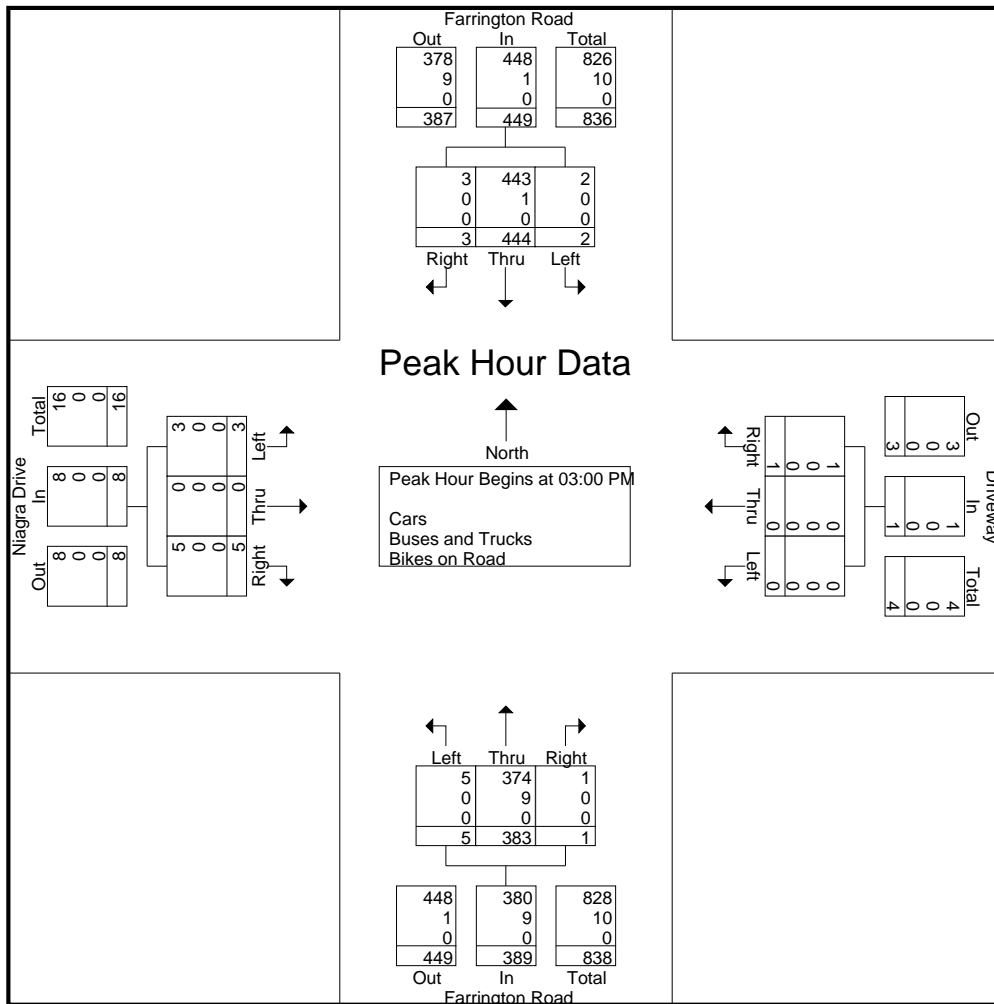 Farrington Road
Out In Total
378 448 826
9 1 10
0 0 0
387 449 836
3 443 2
0 1 0
0 0 0
3 444 2
Right Thru Left
Peak Hour Data
North
Peak Hour Begins at 03:00 PM
Cars
Buses and Trucks
Bikes on Road
Niagra Drive
Out In Total
8 8 16
0 0 0
0 0 0
8 8 16
Right Thru Left
5 0 3
0 0 0
0 0 0
5 0 3
Driveway
Out In Total
3 1 4
0 0 0
0 0 0
3 1 4
Right Thru Left
1 0 0
0 0 0
0 0 0
1 0 0
Left Thru Right
5 374 1
0 9 0
0 0 0
5 383 1
448 380 828
1 9 10
0 0 0
449 389 838
Out In Total
Farrington Road